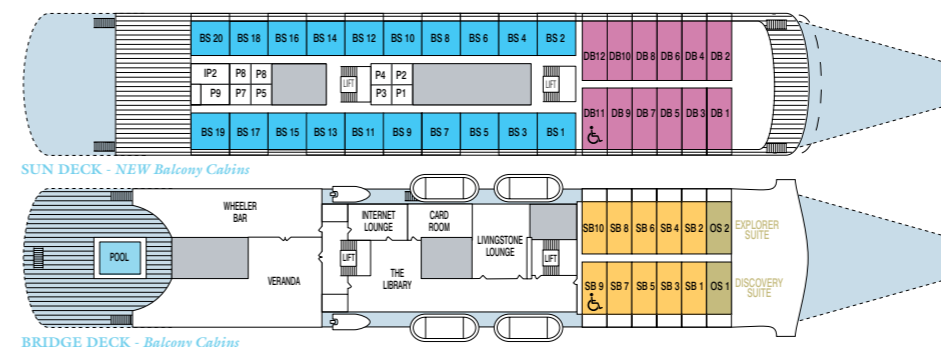 BS 20 BS 18 BS 16 BS 14 BS 12 BS 10 BS 8 BS 6 BS 4 BS 2
DB12 DB10 DB 8 DB 6 DB 4 DB 2
IP2 P8 P8 P4 P2
LIFT LIFT
P9 P7 P5 P3 P1
DB11 DB 9 DB 7 DB 5 DB 3 DB 1
BS 19 BS 17 BS 15 BS 13 BS 11 BS 9 BS 7 BS 5 BS 3 BS 1
SUN DECK - NEW Balcony Cabins
WHEELER
BAR
INTERNET
LOUNGE
CARD
ROOM
LIVINGSTONE
LOUNGE
SB10 SB 8 SB 6 SB 4 SB 2 OS 2
EXPLORER
SUITE
POOL
VERANDA
LIFT
THE
LIBRARY
LIFT
SB 9 SB 7 SB 5 SB 3 SB 1 OS 1
DISCOVERY
SUITE
BRIDGE DECK - Balcony Cabins